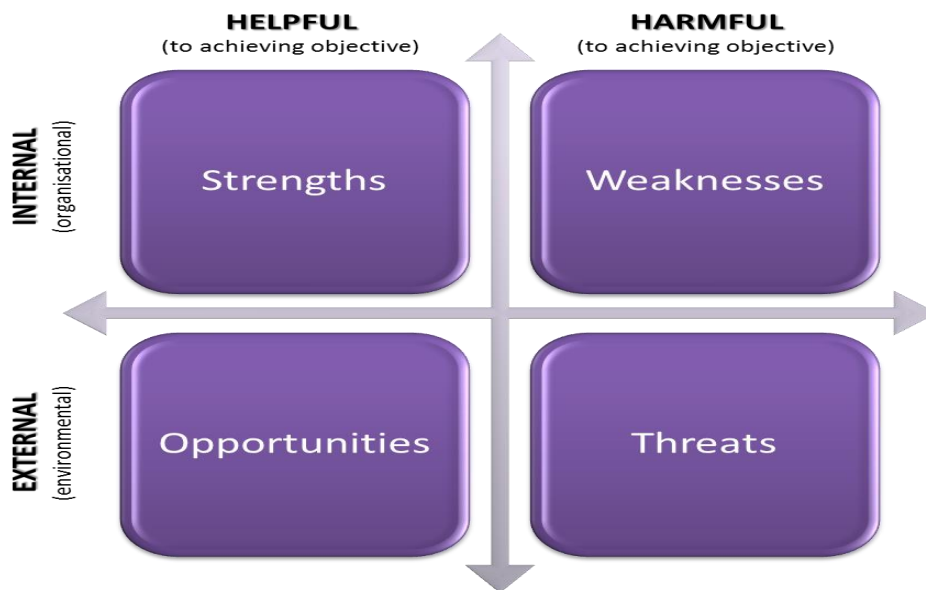 HELPFUL
(to achieving objective)
HARMFUL
(to achieving objective)
INTERNAL
(organisational)
Strengths
Weaknesses
EXTERNAL
(environmental)
Opportunities
Threats